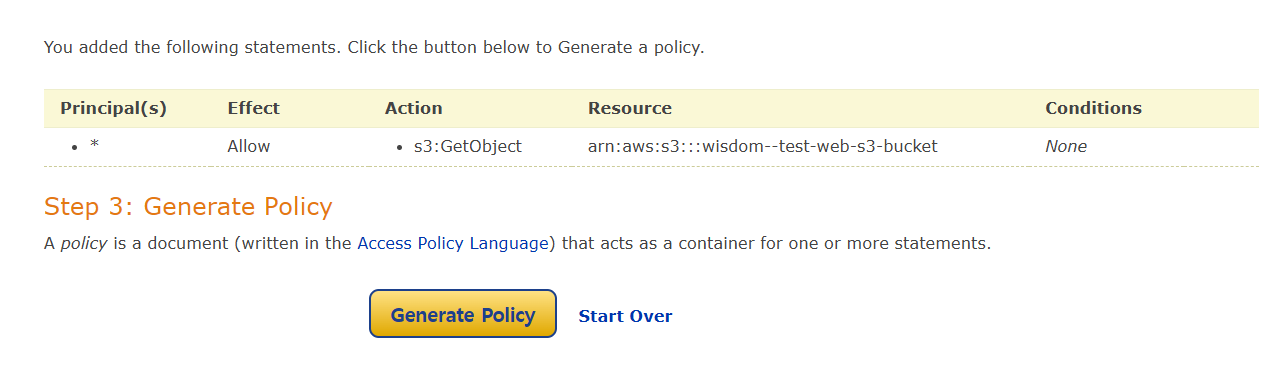 You added the following statements. Click the button below to Generate a policy.
Principal(s) Effect Action Resource Conditions
• * Allow • s3:GetObject arn:aws:s3:::wisdom--test-web-s3-bucket None
Step 3: Generate Policy
A policy is a document (written in the Access Policy Language) that acts as a container for one or more statements.
Generate Policy Start Over